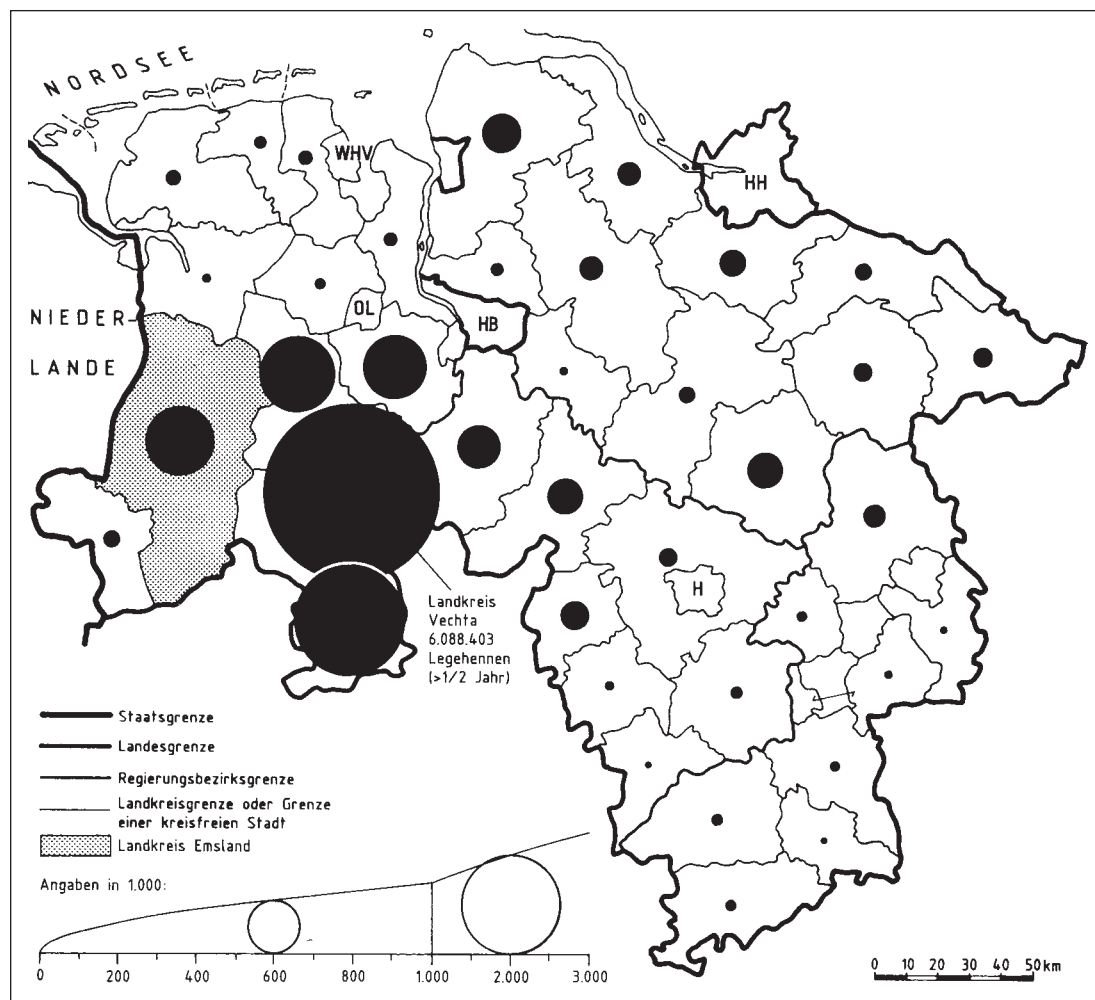 NORDSEE
WHV
HH
OL
HB
NIEDER
LANDE
H
Landkreis
Vechta
6.088.403
Legehennen
(>1/2 Jahr)
Staatsgrenze
Landesgrenze
Regierungsbezirksgrenze
Landkreisgrenze oder Grenze
einer kreisfreien Stadt
Landkreis Emsland
Angaben in 1.000:
0 200 400 600 800 1.000 2.000 3.000
0 10 20 30 40 50 km